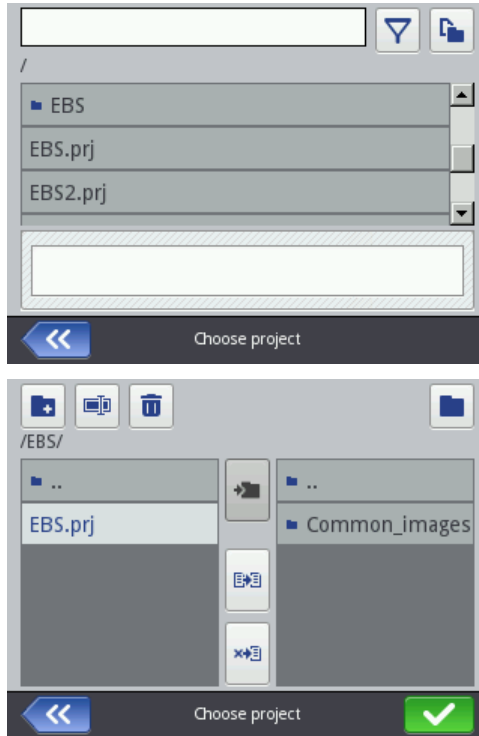 /
EBS
EBS.prj
EBS2.prj
Choose project
/EBS/
..
EBS.prj
..
Common_images
Choose project